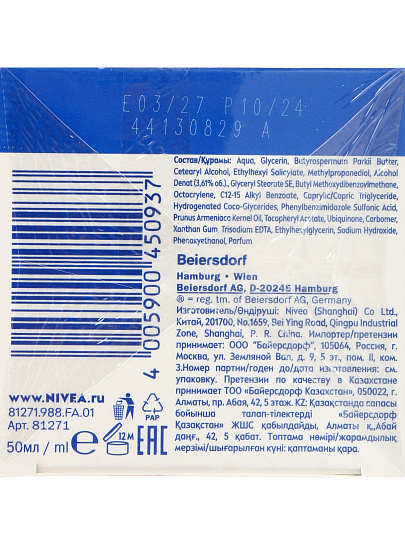 E03/27 P10/24
44130829 A
Состав/Құрамы: Aqua, Glycerin, Butyrospermum Parkii Butter,
Cetearyl Alcohol, Ethylhexyl Salicylate, Methylpropanediol, Alcohol
Denat (3,61% об.), Glyceryl Stearate SE, Butyl Methoxydibenzoylmethane,
Octocrylene, C12-15 Alkyl Benzoate, Caprylic/Capric Triglyceride,
Hydrogenated Coco-Glycerides, Phenylbenzimidazole Sulfonic Acid,
Prunus Armeniaca Kernel Oil, Tocopheryl Acetate, Ubiquinone, Carbomer,
Xanthan Gum, Trisodium EDTA, Ethylhexylglycerin, Sodium Hydroxide,
Phenoxyethanol, Parfum
Beiersdorf
Hamburg • Wien
Beiersdorf AG, D-20245 Hamburg
® = reg. tm. of Beiersdorf AG, Germany
Изготовитель/Өндіруші: Nivea (Shanghai) Co Ltd.,
Китай, 201700, No.1659, Bei Ying Road, Qingpu Industrial
Zone, Shanghai, P. R. China. Импортер/претензии
принимает: ООО "Байерсдорф", 105064, Россия, г.
Москва, ул. Земляной Вал, д. 9, 5 эт., пом. II, ком.
3.Номер партии/годен до/дата изготовления: см.
упаковку. Претензии по качеству в Казахстане
принимает ТОО «Байерсдорф Казахстан», 050022, г.
Алматы, пр. Абая, 42, 5 этаж. KZ: Қазақстанда сапасы
бойынша талап-тілектерді «Байерсдорф
Қазақстан» ЖШС қабылдайды, Алматы қ.,Абай
даңғ., 42, 5 қабат. Топтама нөмірі/жарамдылық
мерзімі/шығарылған күні: қаптаманы қара.
4 005900 450937
www.NIVEA.ru
81271.988.FA.01
Арт. 81271
50мл / ml
12 M
PAP
EAC